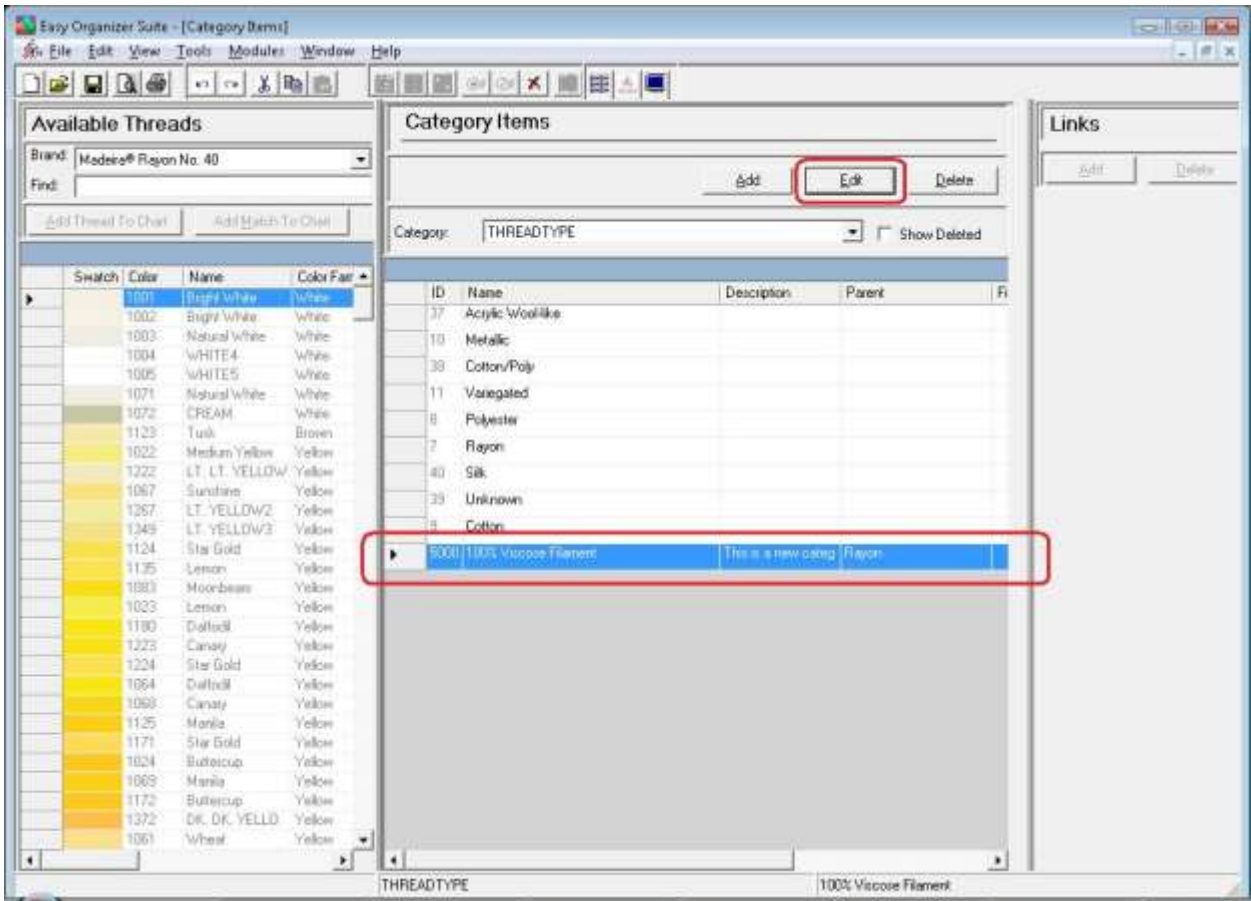 Easy Organizer Suite - [Category Items]
File Edit View Tools Modules Window Help
Available Threads
Brand: Madeira® Rayon No. 40
Find:
Add Thread To Chart Add Match To Chart
Swatch Color Name Color Fam
1001 Bright White White
1002 Bright White White
1003 Natural White White
1004 WHITE4 White
1005 WHITE5 White
1071 Natural White White
1072 CREAM White
1123 Tusk Brown
1022 Medium Yellow Yellow
1222 LT. LT. YELLOW Yellow
1067 Sunshine Yellow
1267 LT. YELLOW2 Yellow
1349 LT. YELLOW3 Yellow
1124 Star Gold Yellow
1135 Lemon Yellow
1083 Moonbeam Yellow
1023 Lemon Yellow
1180 Daffodil Yellow
1223 Canary Yellow
1224 Star Gold Yellow
1064 Daffodil Yellow
1068 Canary Yellow
1125 Manila Yellow
1171 Star Gold Yellow
1024 Buttercup Yellow
1069 Manila Yellow
1172 Buttercup Yellow
1372 DK. DK. YELLO Yellow
1061 Wheat Yellow
Category Items
Add Edit Delete
Category: THREADTYPE Show Deleted
ID Name Description Parent Fi
37 Acrylic Wool-like
10 Metallic
38 Cotton/Poly
11 Variegated
Polyester
7 Rayon
40 Silk
39 Unknown
Cotton
5000 100% Viscose Filament This is a new categ Rayon
Links
Add Delete
THREADTYPE 100% Viscose Filament